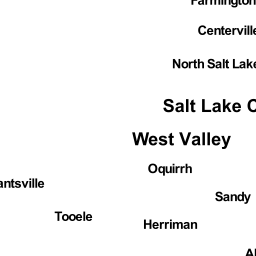 Farmington
Centerville
North Salt Lake
Salt Lake C
West Valley
Oquirrh
antsville
Sandy
Tooele
Herriman